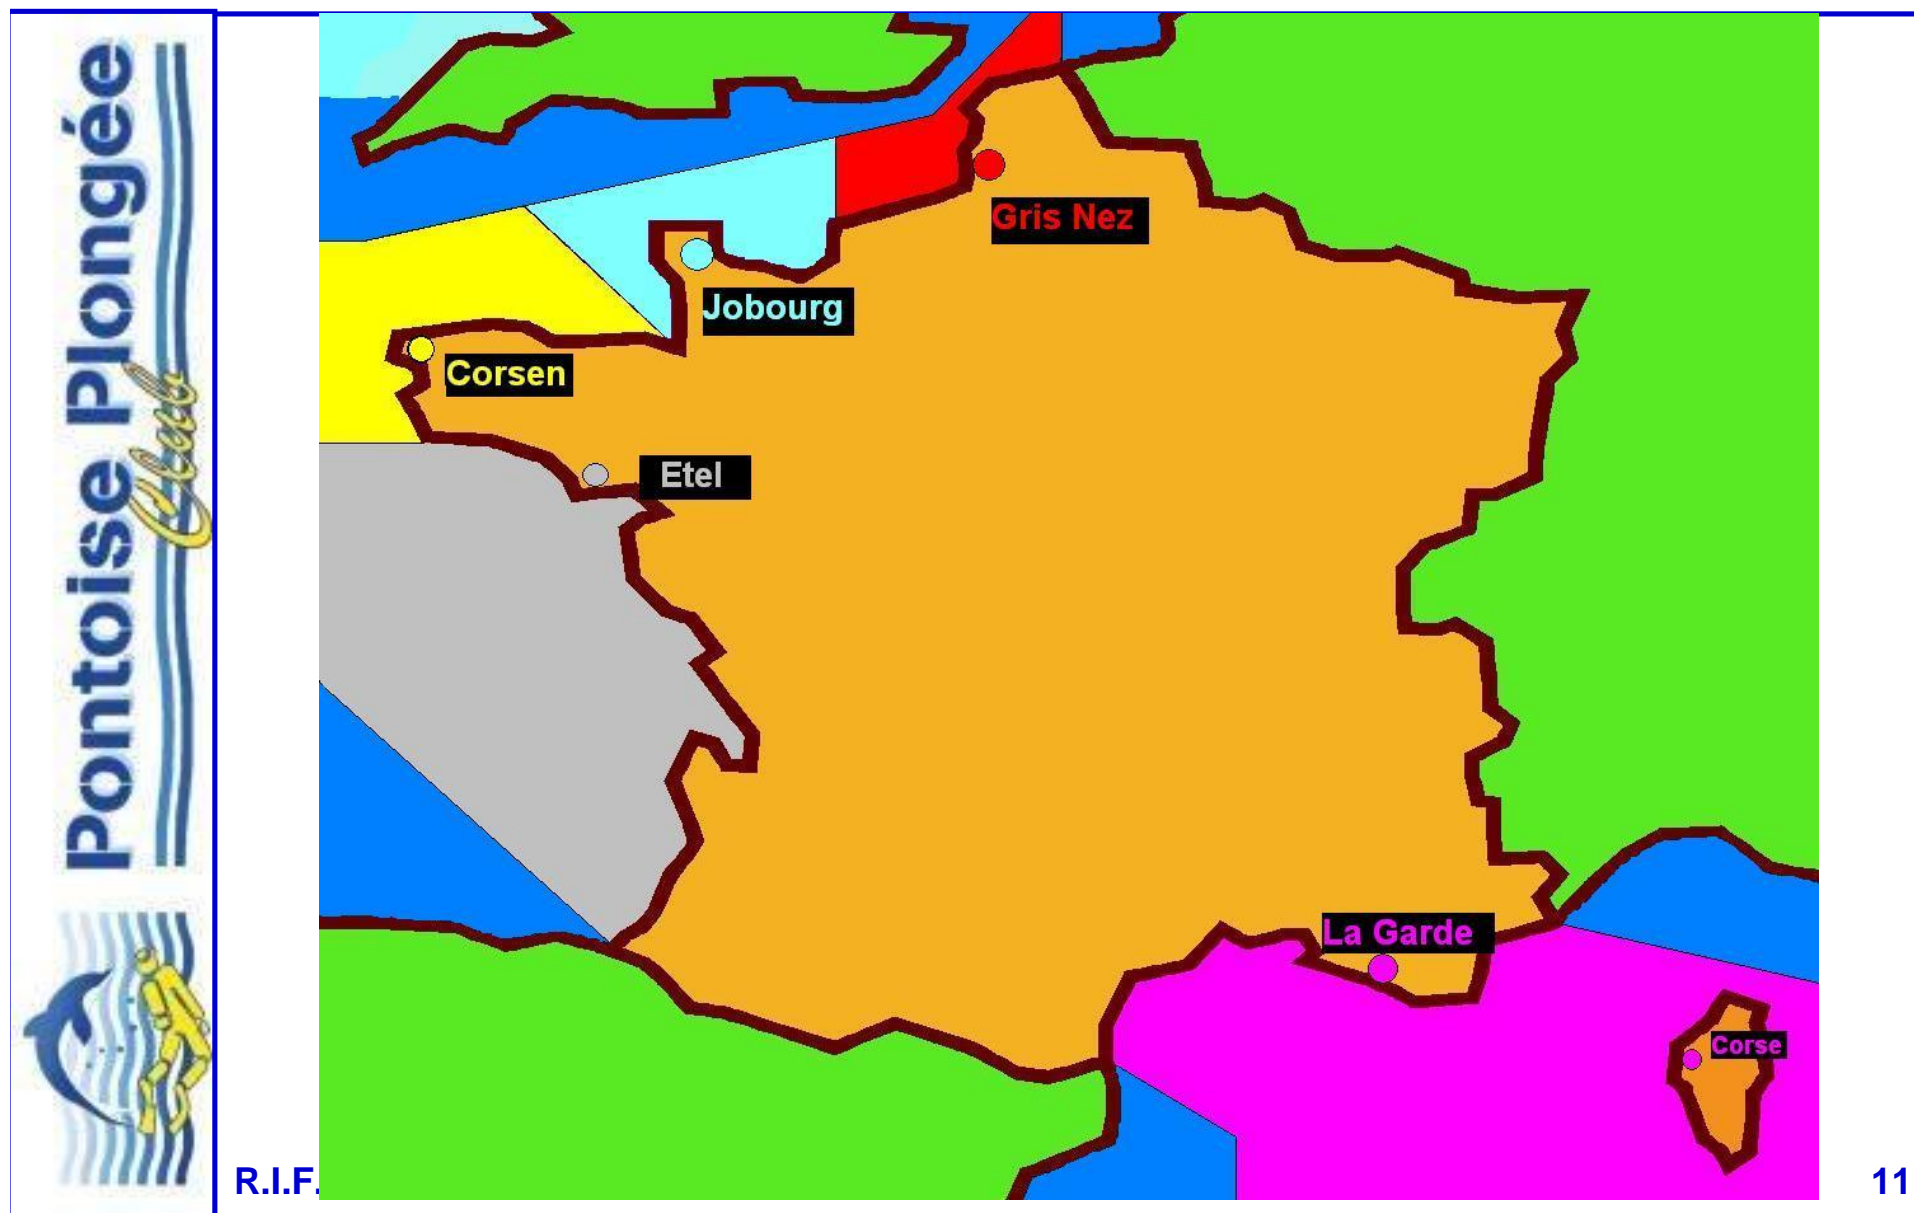 Pontoise Plongée
Club
Gris Nez
Jobourg
Corsen
Etel
La Garde
Corse
R.I.F.
11